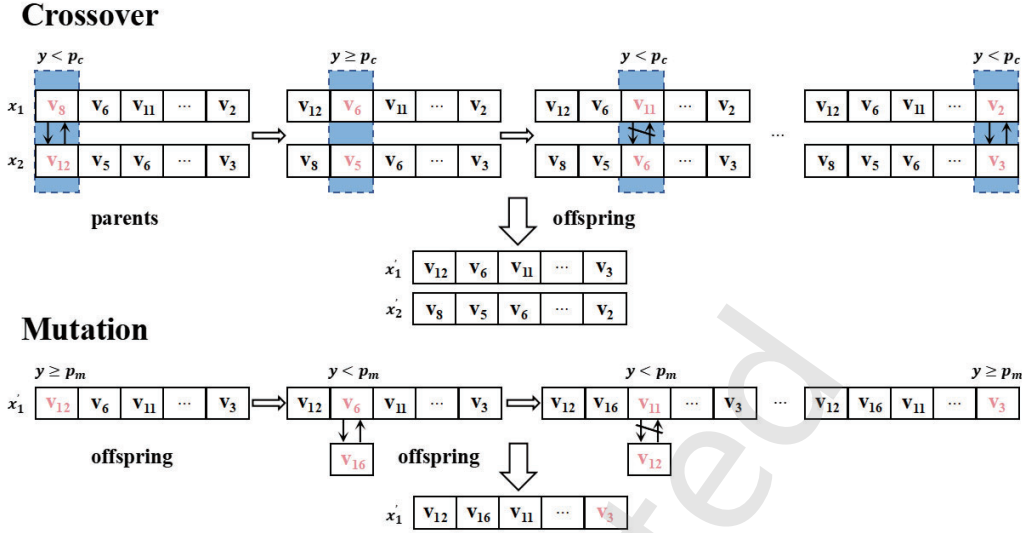 Crossover
y < p_c y ≥ p_c y < p_c y < p_c
x_1 v_8 v_6 v_11 ... v_2 v_12 v_6 v_11 ... v_2 v_12 v_6 v_11 ... v_2 v_12 v_6 v_11 ... v_2
...
x_2 v_12 v_5 v_6 ... v_3 v_8 v_5 v_6 ... v_3 v_8 v_5 v_6 ... v_3 v_8 v_5 v_6 ... v_3
parents offspring
x'_1 v_12 v_6 v_11 ... v_3
x'_2 v_8 v_5 v_6 ... v_2
Mutation
y ≥ p_m y < p_m y < p_m y ≥ p_m
x'_1 v_12 v_6 v_11 ... v_3 v_12 v_6 v_11 ... v_3 v_12 v_16 v_11 ... v_3 ... v_12 v_16 v_11 ... v_3
offspring v_16 offspring v_12
x'_1 v_12 v_16 v_11 ... v_3